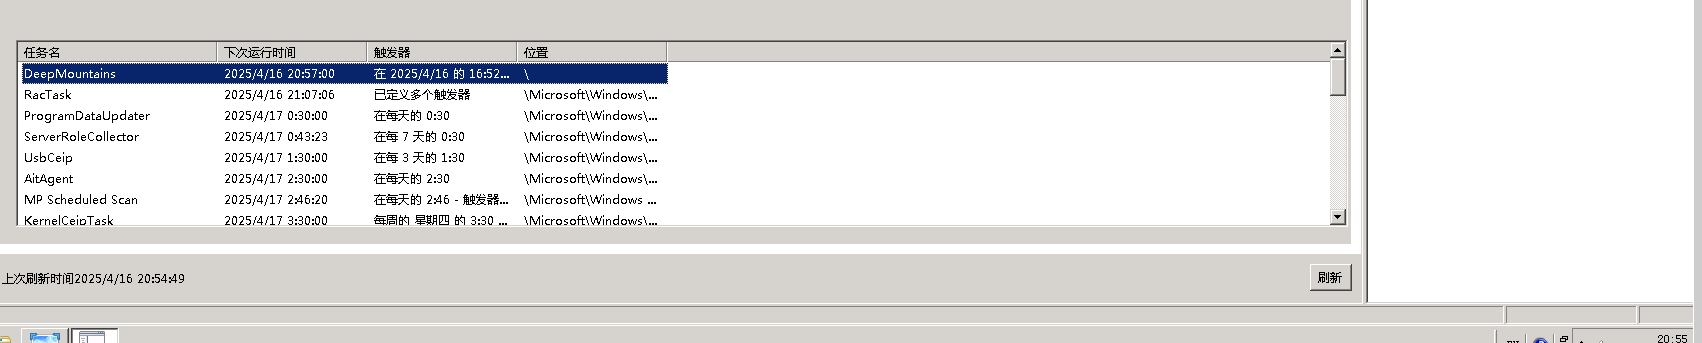 任务名 下次运行时间 触发器 位置
DeepMountains 2025/4/16 20:57:00 在 2025/4/16 的 16:52... \
RacTask 2025/4/16 21:07:06 已定义多个触发器 \Microsoft\Windows\...
ProgramDataUpdater 2025/4/17 0:30:00 在每天的 0:30 \Microsoft\Windows\...
ServerRoleCollector 2025/4/17 0:43:23 在每 7 天的 0:30 \Microsoft\Windows\...
UsbCeip 2025/4/17 1:30:00 在每 3 天的 1:30 \Microsoft\Windows\...
AitAgent 2025/4/17 2:30:00 在每天的 2:30 \Microsoft\Windows\...
MP Scheduled Scan 2025/4/17 2:46:20 在每天的 2:46 - 触发器... \Microsoft\Windows ...
KernelCeipTask 2025/4/17 3:30:00 每周的 星期四 的 3:30 ... \Microsoft\Windows\...
上次刷新时间2025/4/16 20:54:49 刷新
20:55